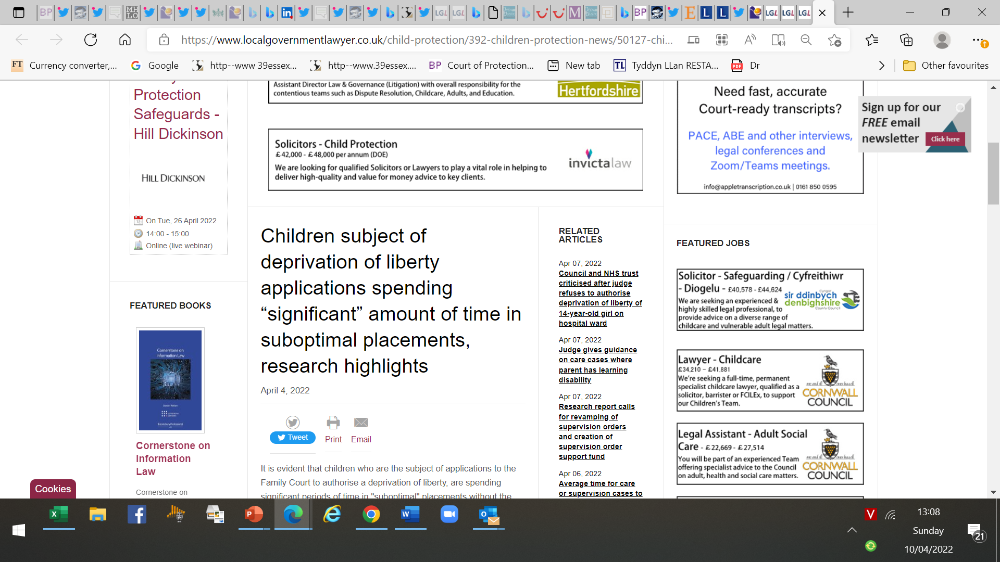 BP
MH
LO
LGL
LGL
M
BP
E
L
L
LGL
LGL
LGL
https://www.localgovernmentlawyer.co.uk/child-protection/392-children-protection-news/50127-chi...
FT Currency converter,...
Google
http--www 39essex...
http--www.39essex....
BP Court of Protection...
New tab
TL Tyddyn LLan RESTA...
PDF Dr
Other favourites
Protection
Safeguards -
Hill Dickinson
HILL DICKINSON
On Tue, 26 April 2022
14:00 - 15:00
Online (live webinar)
FEATURED BOOKS
Cornerstone on
Information Law
Bloomsbury Professional
Cornerstone on
Information
Law
Cornerstone on
Cookies
Assistant Director Law & Governance (Litigation) with overall responsibility for the
contentious teams such as Dispute Resolution, Childcare, Adults, and Education.
Hertfordshire
Solicitors - Child Protection
£42,000 - £48,000 per annum (DOE)
We are looking for qualified Solicitors or Lawyers to play a vital role in helping to
deliver high-quality and value for money advice to key clients.
invictalaw
Children subject of
deprivation of liberty
applications spending
“significant” amount of time in
suboptimal placements,
research highlights
April 4, 2022
Tweet
Print
Email
It is evident that children who are the subject of applications to the
Family Court to authorise a deprivation of liberty, are spending
significant periods of time in "suboptimal" placements without the
RELATED
ARTICLES
Apr 07, 2022
Council and NHS trust
criticised after judge
refuses to authorise
deprivation of liberty of
14-year-old girl on
hospital ward
Apr 07, 2022
Judge gives guidance
on care cases where
parent has learning
disability
Apr 07, 2022
Research report calls
for revamping of
supervision orders
and creation of
supervision order
support fund
Apr 06, 2022
Average time for care
or supervision cases to
Need fast, accurate
Court-ready transcripts?
PACE, ABE and other interviews,
legal conferences and
Zoom/Teams meetings.
info@appletranscription.co.uk | 0161 850 0595
Sign up for our
FREE email
newsletter
Click here
FEATURED JOBS
Solicitor - Safeguarding / Cyfreithiwr
- Diogelu - £40,578 - £44,624
We are seeking an experienced &
highly skilled legal professional, to
provide advice on a diverse range of
childcare and vulnerable adult legal matters.
Cyngor
sir ddinbych
denbighshire
County Council
Lawyer - Childcare
£34,210 – £41,881
We're seeking a full-time, permanent
specialist childcare lawyer, qualified as a
solicitor, barrister or FCILEx, to support
our Children's Team.
CORNWALL
COUNCIL
Legal Assistant - Adult Social
Care - £22,669 - £27,514
You will be part of an experienced Team
offering specialist advice to the Council
on adult, health and social care matters.
CORNWALL
COUNCIL
13:08
Sunday
10/04/2022
21